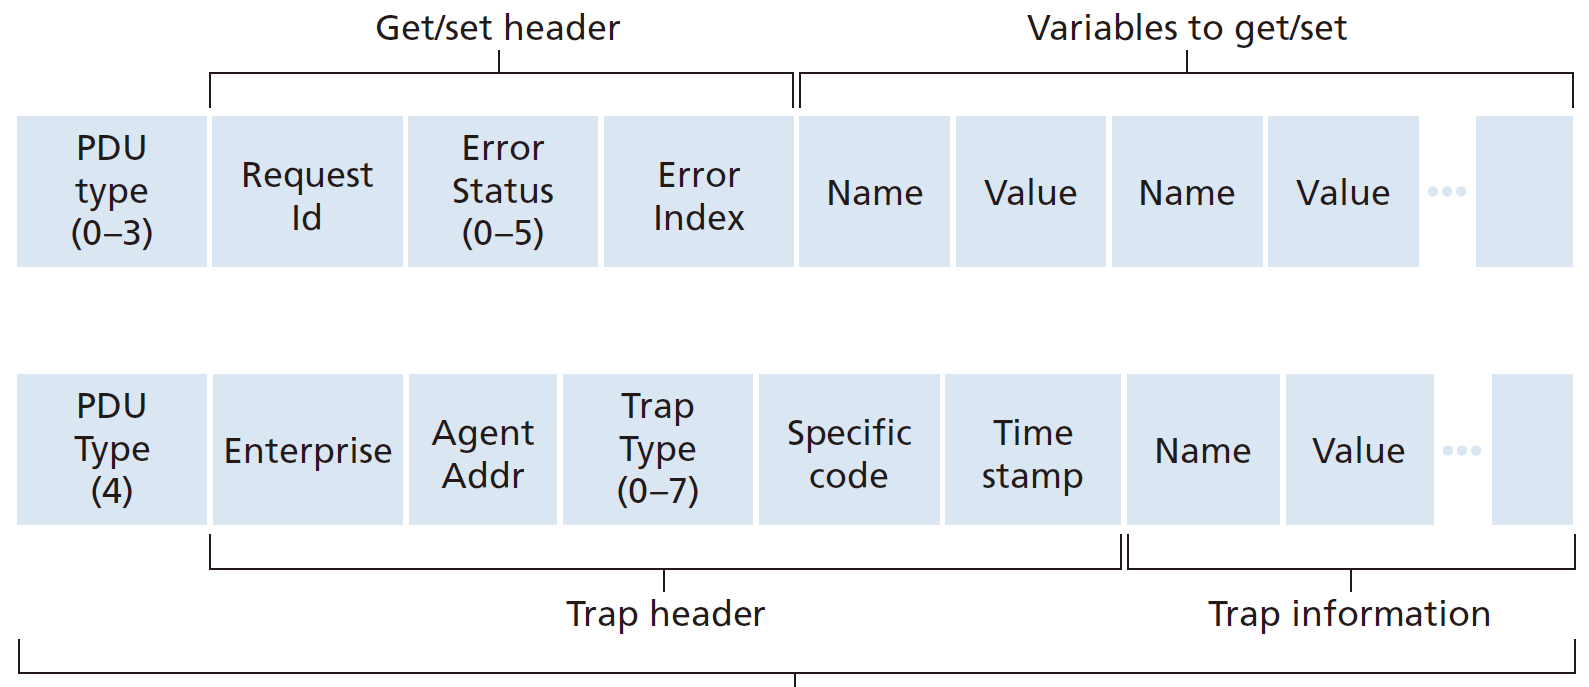 Get/set header
Variables to get/set
PDU
type
(0–3)
Request
Id
Error
Status
(0–5)
Error
Index
Name
Value
Name
Value
PDU
Type
(4)
Enterprise
Agent
Addr
Trap
Type
(0–7)
Specific
code
Time
stamp
Name
Value
Trap header
Trap information